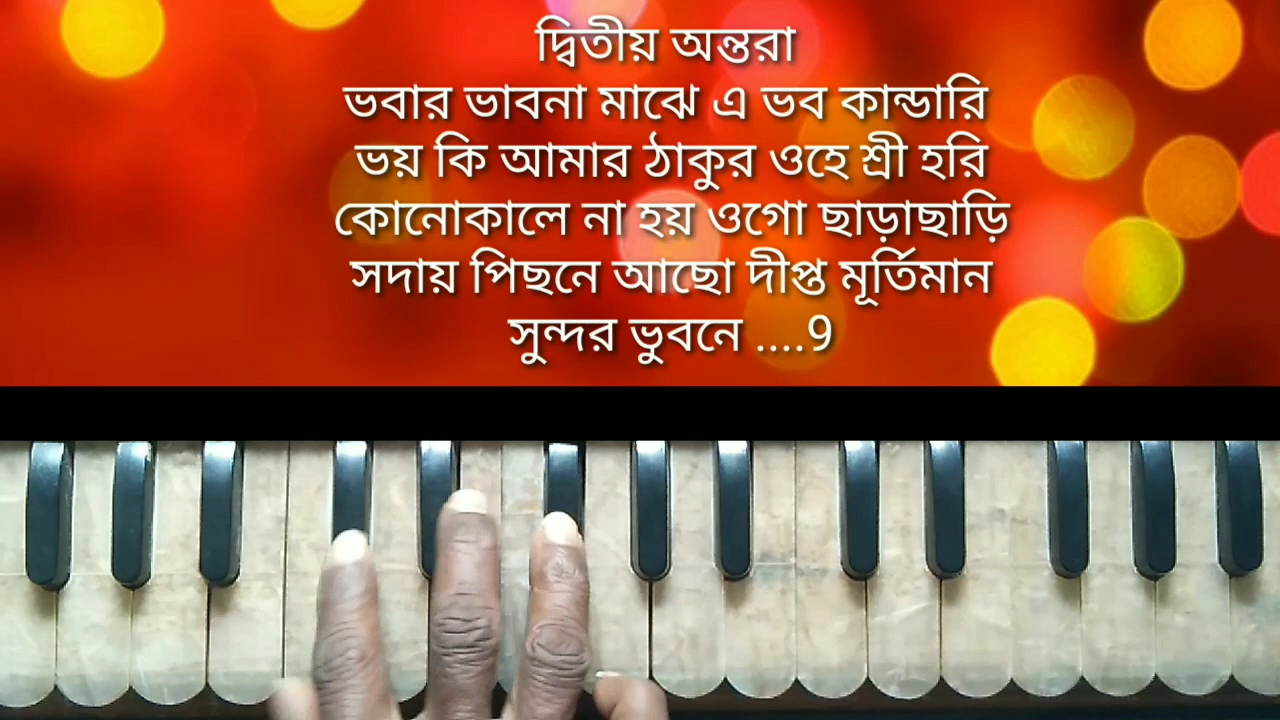 দ্বিতীয় অন্তরা
ভবার ভাবনা মাঝে এ ভব কান্ডারি
ভয় কি আমার ঠাকুর ওহে শ্রী হরি
কোনোকালে না হয় ওগো ছাড়াছাড়ি
সদায় পিছনে আছো দীপ্ত মূর্তিমান
সুন্দর ভুবনে ....9